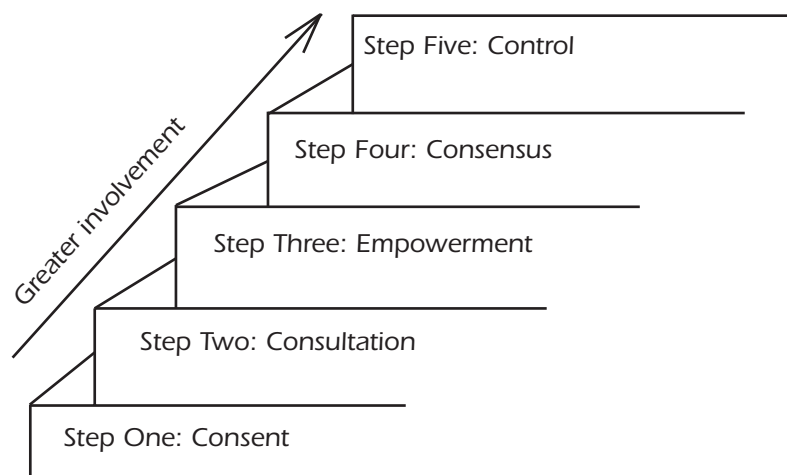 Step Five: Control
Step Four: Consensus
Greater involvement
Step Three: Empowerment
Step Two: Consultation
Step One: Consent